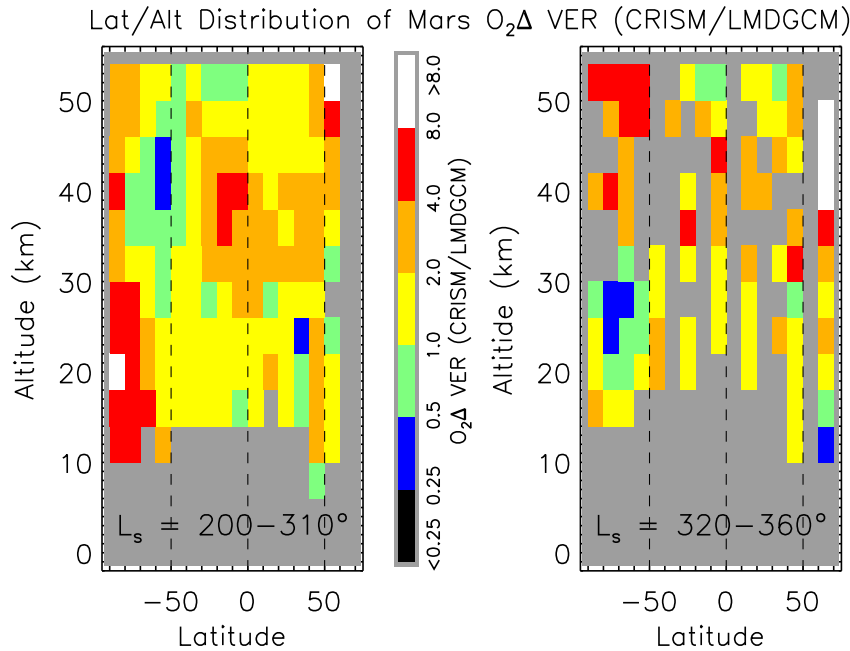 Lat/Alt Distribution of Mars O₂Δ VER (CRISM/LMDGCM)
Altitude (km)
50
40
30
20
10
0
Lₛ = 200–310°
−50 0 50
Latitude
<0.25 0.25 0.5 1.0 2.0 4.0 8.0 >8.0
O₂Δ VER (CRISM/LMDGCM)
Altitide (km)
50
40
30
20
10
0
Lₛ = 320–360°
−50 0 50
Latitude